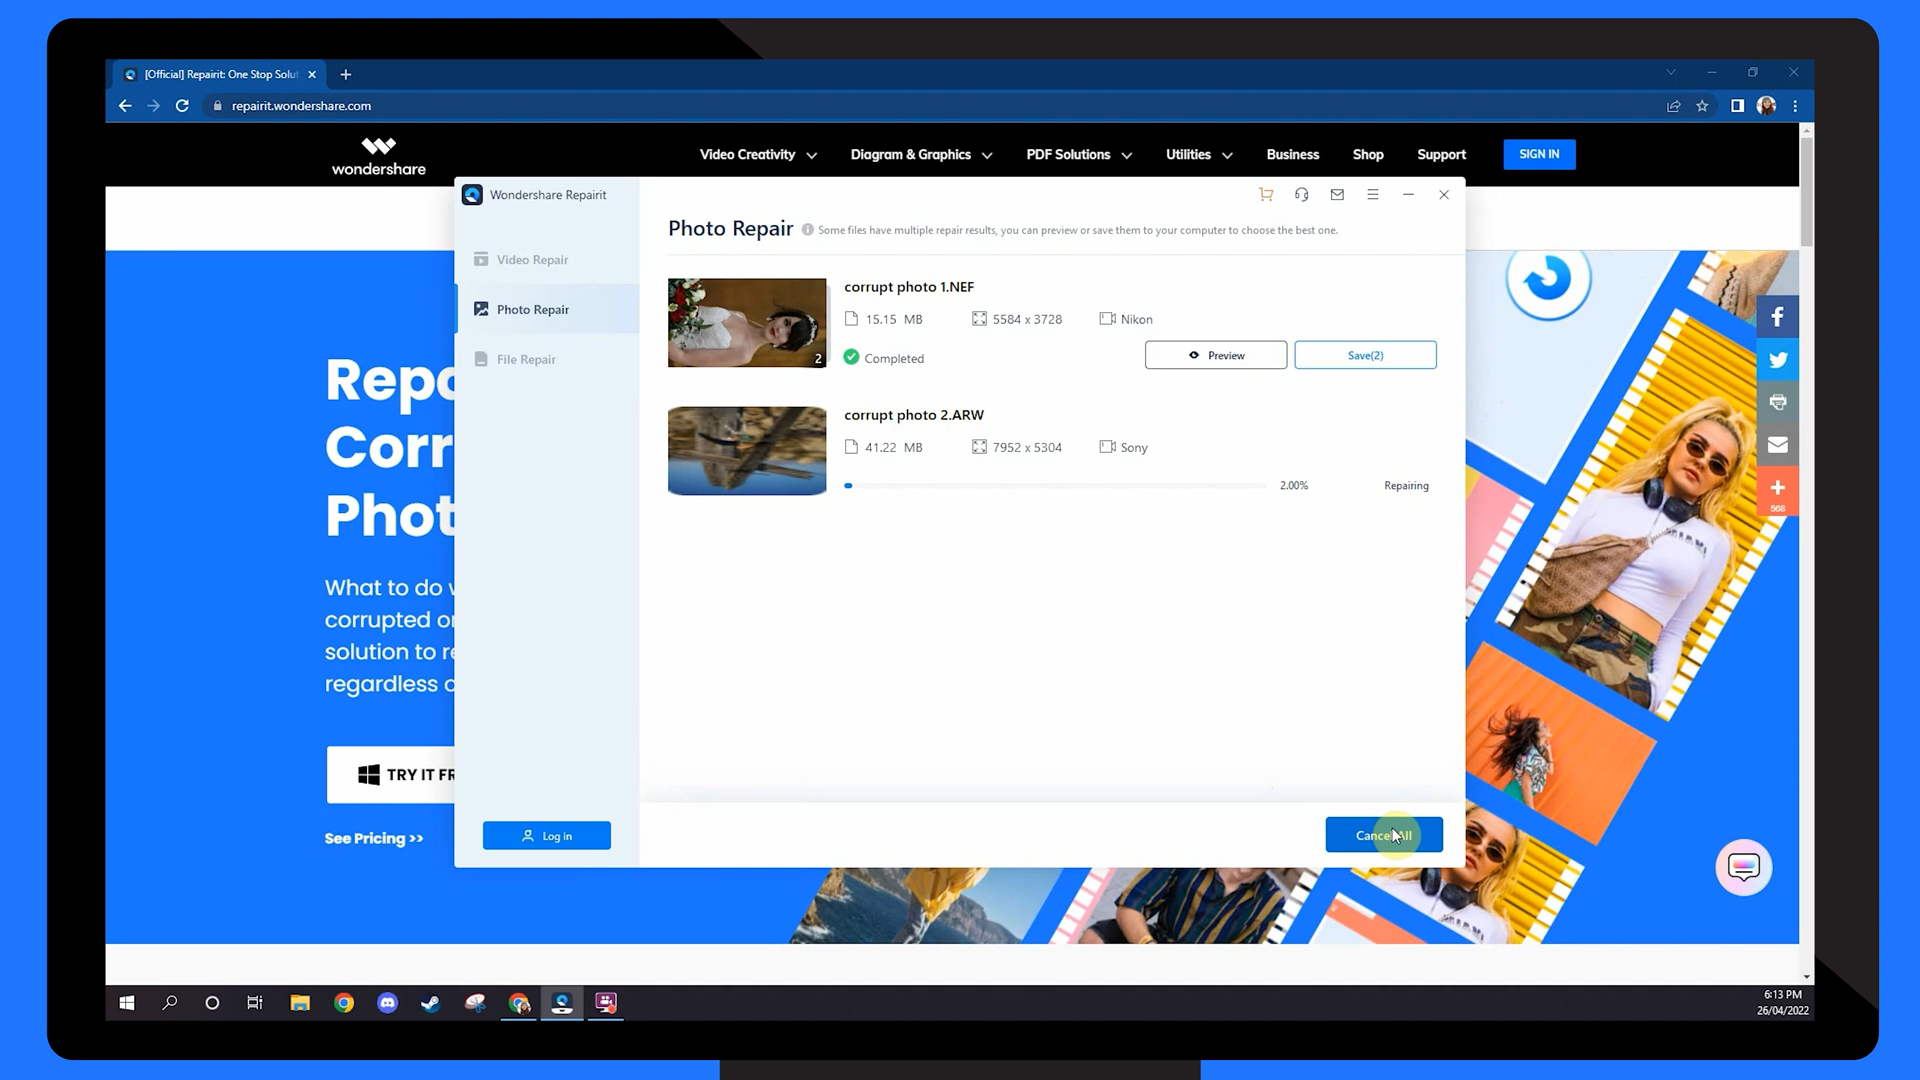 [Official] Repairit: One Stop Solut
repairit.wondershare.com
wondershare
Video Creativity
Diagram & Graphics
PDF Solutions
Utilities
Business
Shop
Support
SIGN IN
Wondershare Repairit
Photo Repair
Some files have multiple repair results, you can preview or save them to your computer to choose the best one.
Video Repair
Photo Repair
File Repair
corrupt photo 1.NEF
15.15 MB
5584 x 3728
Nikon
2
Completed
Preview
Save(2)
corrupt photo 2.ARW
41.22 MB
7952 x 5304
Sony
2.00%
Repairing
Log in
Cancel All
Repa
Corr
Phot
What to do w
corrupted or
solution to re
regardless o
TRY IT FR
See Pricing >>
568
6:13 PM
26/04/2022